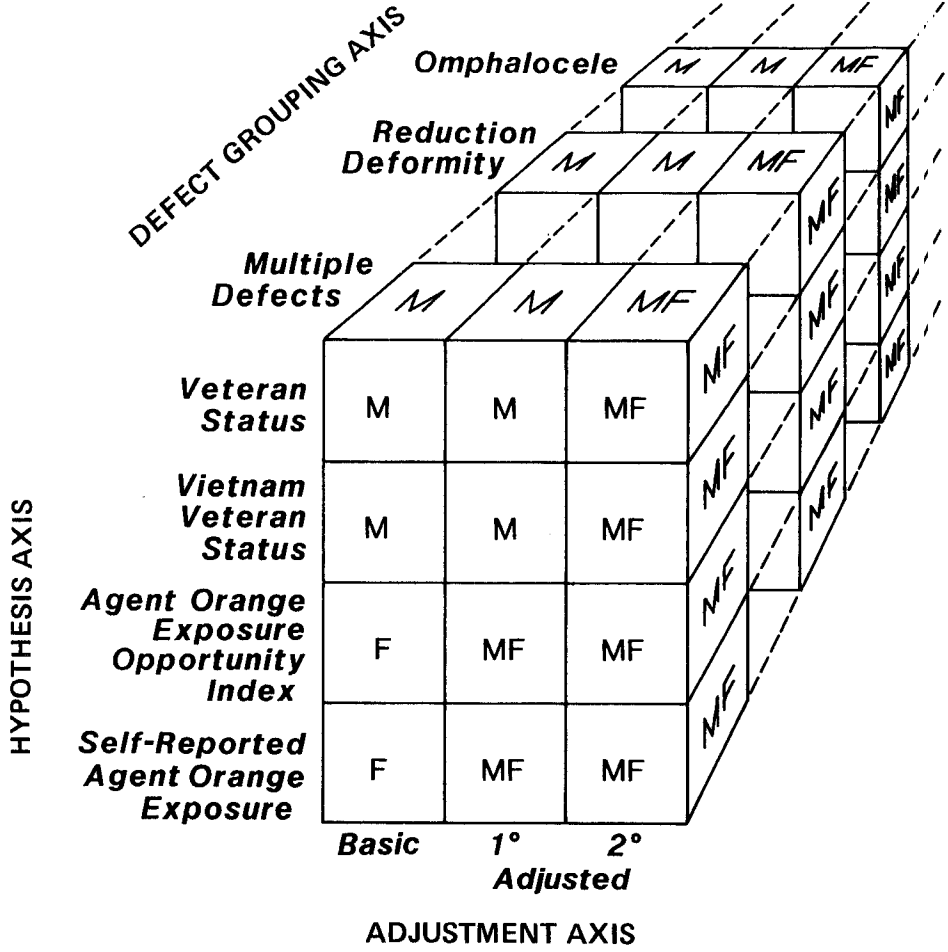 DEFECT GROUPING AXIS
Omphalocele
M M MF
MF
MF
MF
MF
Reduction
Deformity
M M MF
MF
MF
MF
MF
Multiple
Defects
M M MF
MF
MF
MF
MF
HYPOTHESIS AXIS
Veteran
Status
M M MF
Vietnam
Veteran
Status
M M MF
Agent Orange
Exposure
Opportunity
Index
F MF MF
Self-Reported
Agent Orange
Exposure
F MF MF
Basic 1° 2°
Adjusted
ADJUSTMENT AXIS